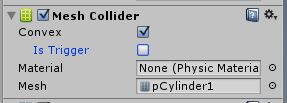 Mesh Collider
Convex
Is Trigger
Material None (Physic Materia
Mesh pCylinder1